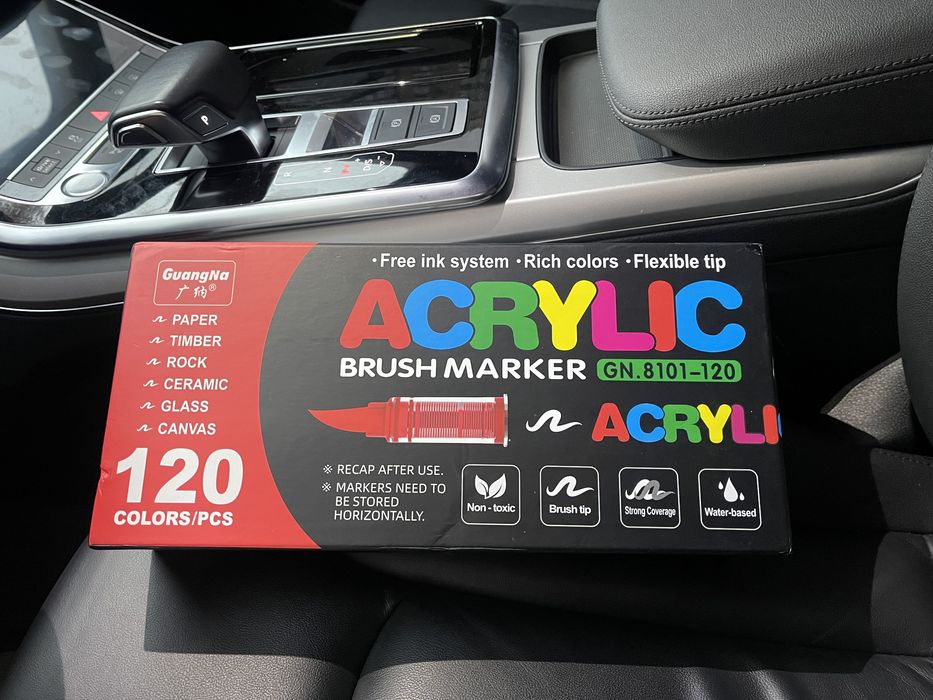 P
R
N
D/S
·Free ink system ·Rich colors ·Flexible tip
GuangNa
广纳®
PAPER
TIMBER
ROCK
CERAMIC
GLASS
CANVAS
120
COLORS/PCS
ACRYLIC
BRUSH MARKER GN.8101-120
ACRYLI
※ RECAP AFTER USE.
※ MARKERS NEED TO
BE STORED
HORIZONTALLY.
Non-toxic
Brush tip
Strong Coverage
Water-based